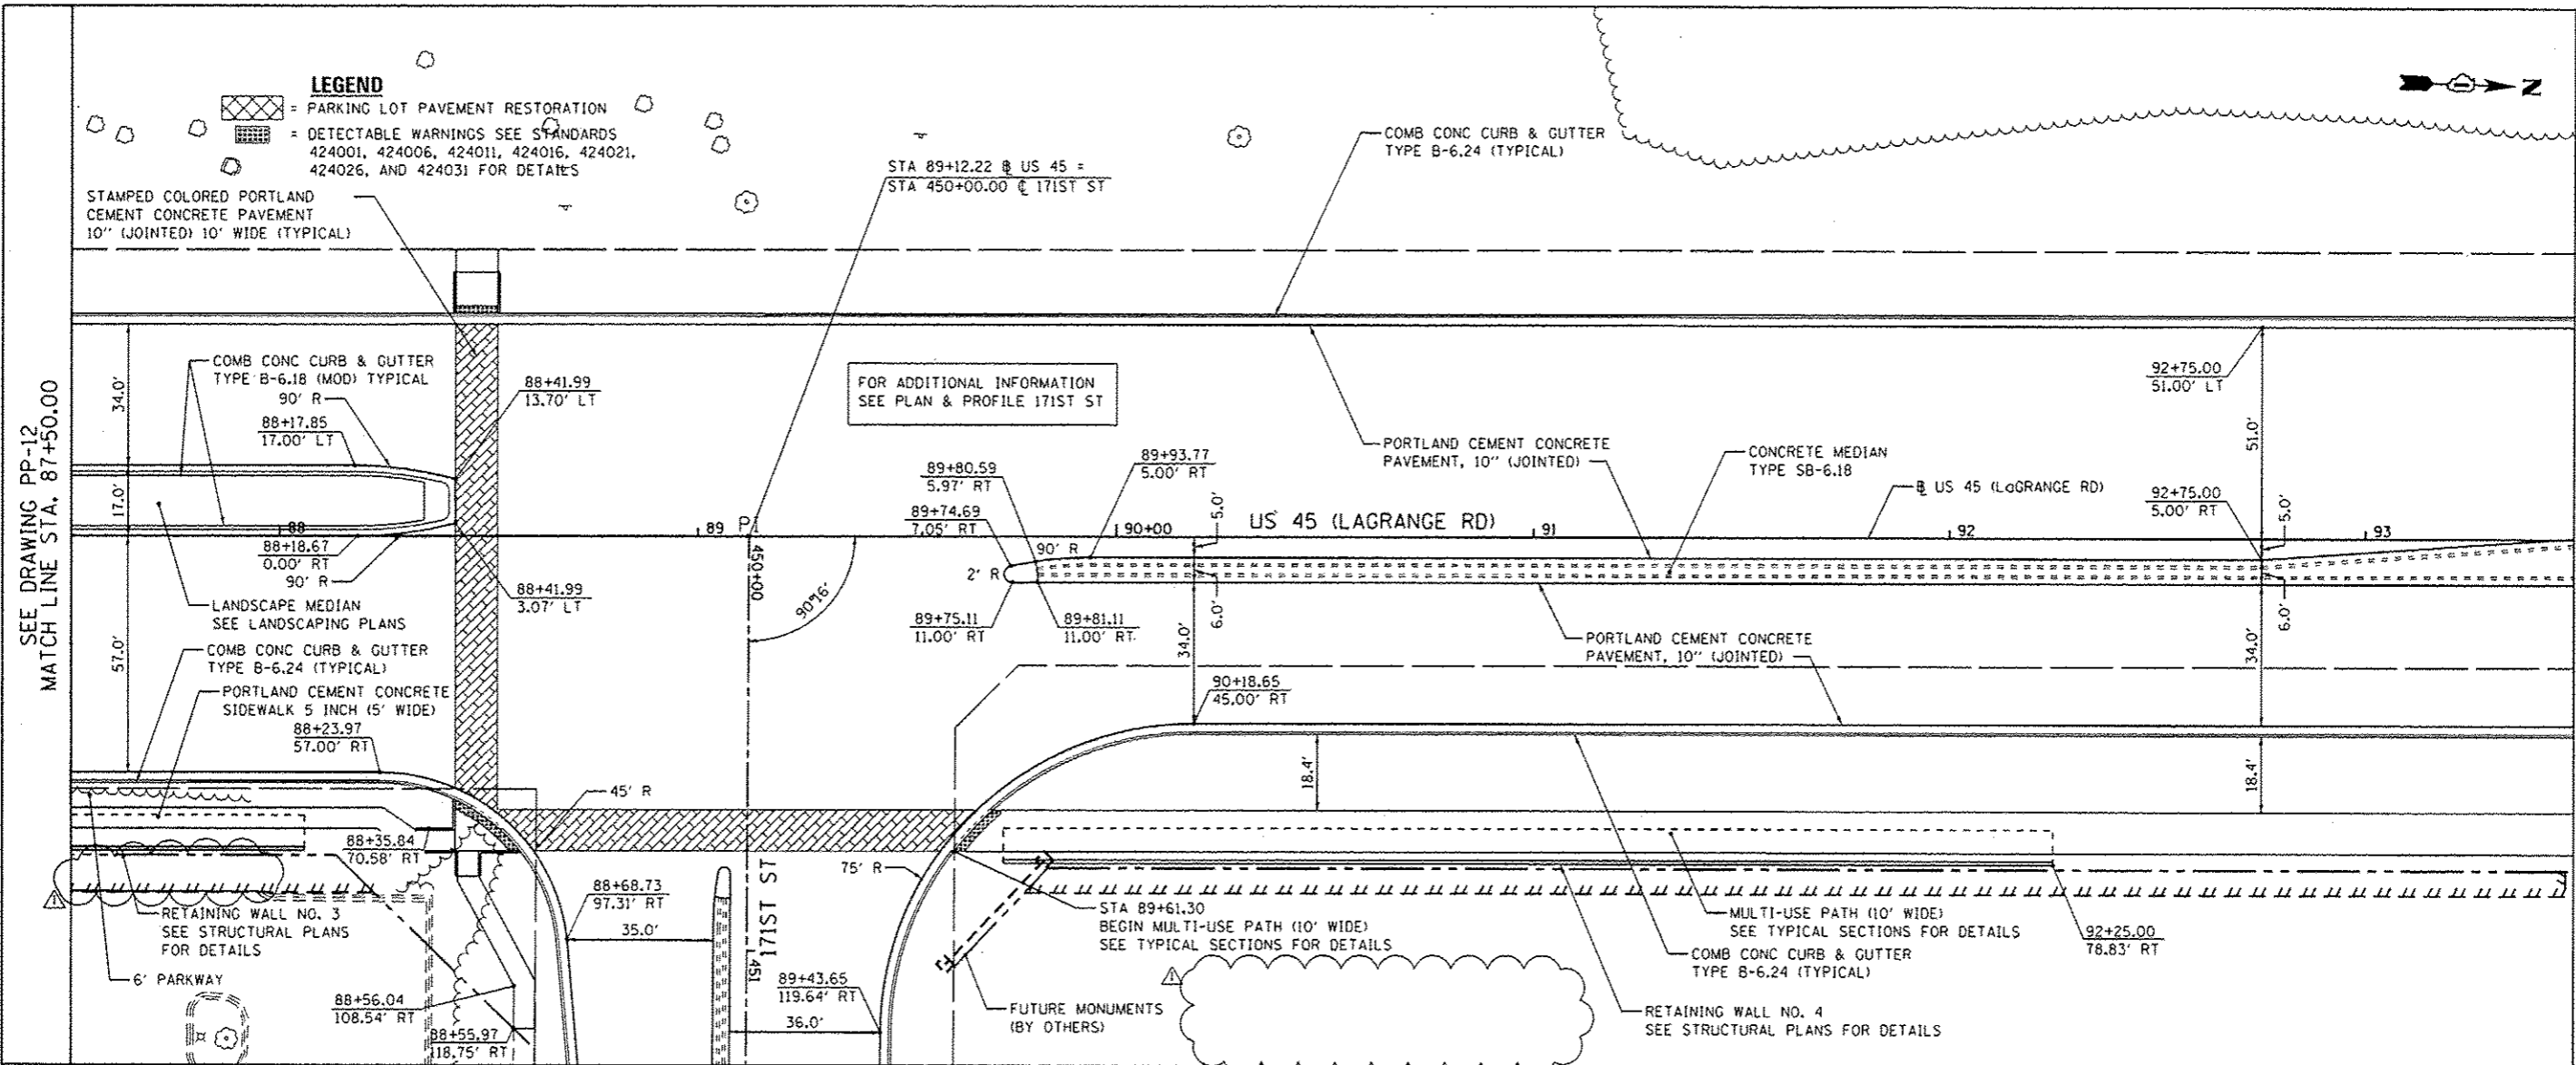 SEE DRAWING PP-12
MATCH LINE STA. 87+50.00
LEGEND
= PARKING LOT PAVEMENT RESTORATION
= DETECTABLE WARNINGS SEE STANDARDS
424001, 424006, 424011, 424016, 424021,
424026, AND 424031 FOR DETAILS
STAMPED COLORED PORTLAND
CEMENT CONCRETE PAVEMENT
10" (JOINTED) 10' WIDE (TYPICAL)
STA 89+12.22 ℄ US 45 =
STA 450+00.00 ℄ 171ST ST
COMB CONC CURB & GUTTER
TYPE B-6.24 (TYPICAL)
N
34.0'
17.0'
57.0'
COMB CONC CURB & GUTTER
TYPE B-6.18 (MOD) TYPICAL
90' R
88+17.85
17.00' LT
88+41.99
13.70' LT
FOR ADDITIONAL INFORMATION
SEE PLAN & PROFILE 171ST ST
92+75.00
51.00' LT
51.0'
PORTLAND CEMENT CONCRETE
PAVEMENT, 10" (JOINTED)
CONCRETE MEDIAN
TYPE SB-6.18
℄ US 45 (LaGRANGE RD)
92+75.00
5.00' RT
89+93.77
5.00' RT
89+80.59
5.97' RT
89+74.69
7.05' RT
88
89
PI
90+00
US 45 (LAGRANGE RD)
91
92
93
5.0'
5.0'
88+18.67
0.00' RT
90' R
88+41.99
3.07' LT
450+00
90°16'
90' R
2' R
89+75.11
11.00' RT
89+81.11
11.00' RT
6.0'
6.0'
34.0'
34.0'
LANDSCAPE MEDIAN
SEE LANDSCAPING PLANS
COMB CONC CURB & GUTTER
TYPE B-6.24 (TYPICAL)
PORTLAND CEMENT CONCRETE
SIDEWALK 5 INCH (5' WIDE)
88+23.97
57.00' RT
PORTLAND CEMENT CONCRETE
PAVEMENT, 10" (JOINTED)
90+18.65
45.00' RT
45' R
18.4'
18.4'
88+35.84
70.58' RT
75' R
88+68.73
97.31' RT
35.0'
171ST ST
451
RETAINING WALL NO. 3
SEE STRUCTURAL PLANS
FOR DETAILS
6' PARKWAY
STA 89+61.30
BEGIN MULTI-USE PATH (10' WIDE)
SEE TYPICAL SECTIONS FOR DETAILS
MULTI-USE PATH (10' WIDE)
SEE TYPICAL SECTIONS FOR DETAILS
92+25.00
78.83' RT
COMB CONC CURB & GUTTER
TYPE B-6.24 (TYPICAL)
88+56.04
108.54' RT
88+55.97
118.75' RT
89+43.65
119.64' RT
36.0'
FUTURE MONUMENTS
(BY OTHERS)
RETAINING WALL NO. 4
SEE STRUCTURAL PLANS FOR DETAILS